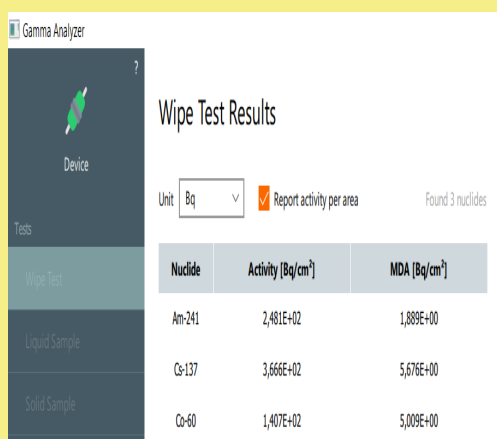 Gamma Analyzer
?
Device
Tests
Wipe Test
Liquid Sample
Solid Sample
Wipe Test Results
Unit Bq Report activity per area Found 3 nuclides
Nuclide Activity [Bq/cm²] MDA [Bq/cm²]
Am-241 2,481E+02 1,889E+00
Cs-137 3,666E+02 5,676E+00
Co-60 1,407E+02 5,009E+00